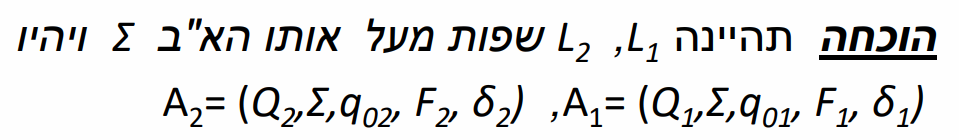 הוכחה תהיינה L1, L2 שפות מעל אותו הא"ב Σ ויהיו
A1= (Q1,Σ,q01, F1, δ1), A2= (Q2,Σ,q02, F2, δ2)